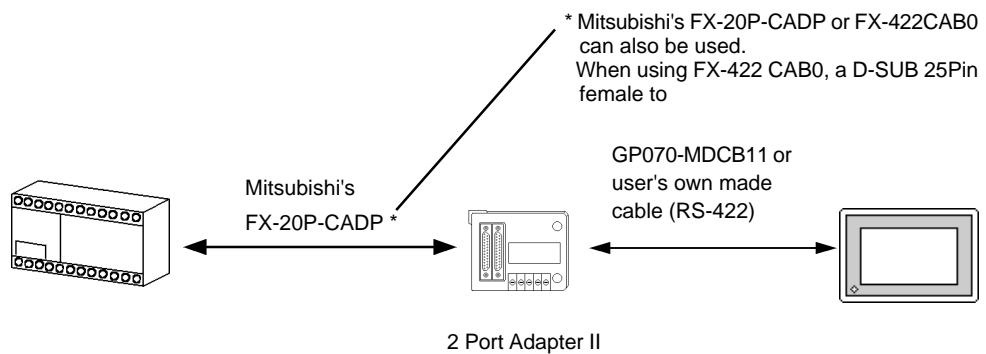 * Mitsubishi's FX-20P-CADP or FX-422CAB0
can also be used.
When using FX-422 CAB0, a D-SUB 25Pin
female to
GP070-MDCB11 or
user's own made
cable (RS-422)
Mitsubishi's
FX-20P-CADP *
2 Port Adapter II